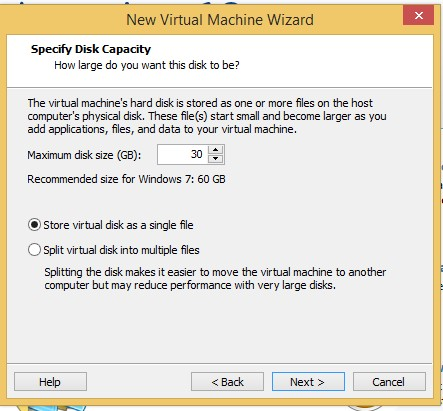 New Virtual Machine Wizard
Specify Disk Capacity
How large do you want this disk to be?
The virtual machine's hard disk is stored as one or more files on the host
computer's physical disk. These file(s) start small and become larger as you
add applications, files, and data to your virtual machine.
Maximum disk size (GB): 30
Recommended size for Windows 7: 60 GB
Store virtual disk as a single file
Split virtual disk into multiple files
Splitting the disk makes it easier to move the virtual machine to another
computer but may reduce performance with very large disks.
Help < Back Next > Cancel